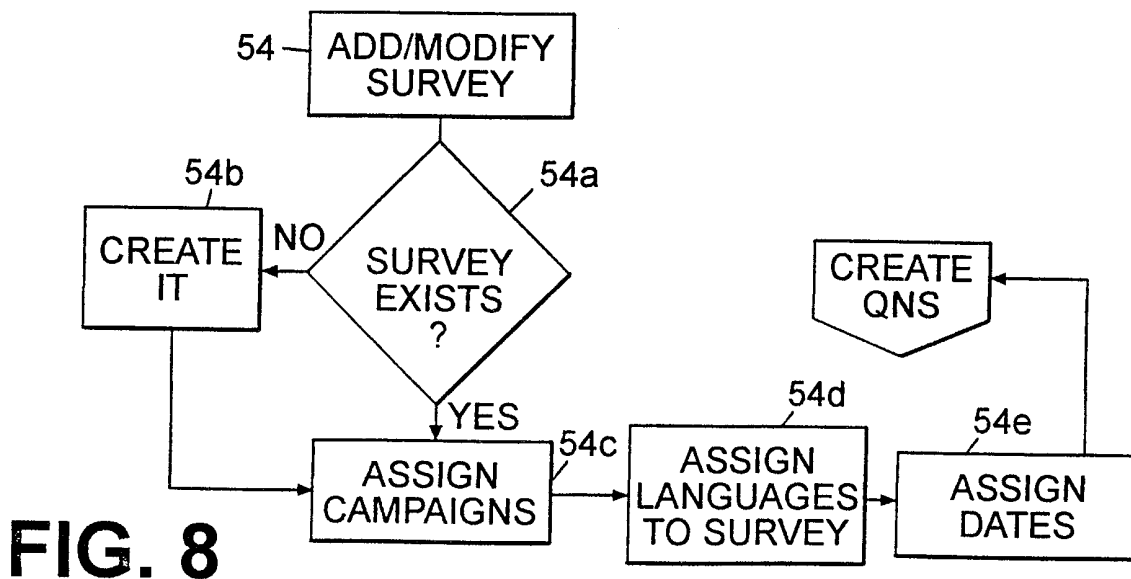 54
ADD/MODIFY
SURVEY
54a
54b
NO
CREATE
IT
SURVEY
EXISTS
?
CREATE
QNS
YES
54c
ASSIGN
CAMPAIGNS
54d
ASSIGN
LANGUAGES
TO SURVEY
54e
ASSIGN
DATES
FIG. 8